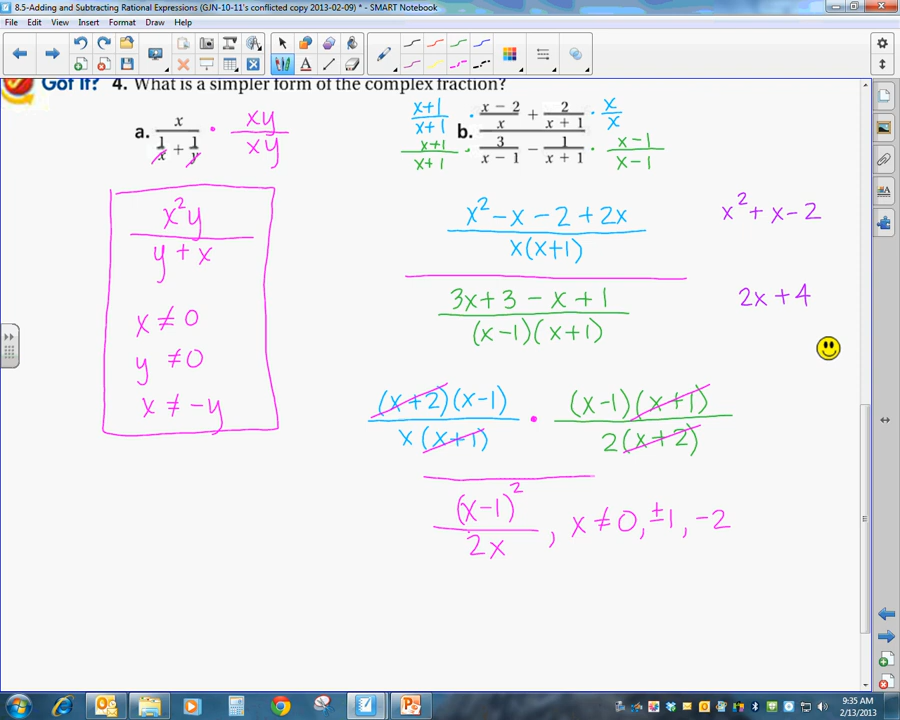 8.5-Adding and Subtracting Rational Expressions (GJN-10-11's conflicted copy 2013-02-09) * - SMART Notebook
File Edit View Insert Format Draw Tools Window Help
Got It? 4. What is a simpler form of the complex fraction?
a. x / (1/x + 1/y) • xy/xy
x²y
y + x
x ≠ 0
y ≠ 0
x ≠ -y
b. (x+1)/(x+1) • (x - 2)/x + 2/(x + 1) • x/x
(x+1)/(x+1) • 3/(x - 1) - 1/(x + 1) • (x-1)/(x-1)
x² - x - 2 + 2x
x(x+1)
3x + 3 - x + 1
(x-1)(x+1)
x² + x - 2
2x + 4
(x+2)(x-1) • (x-1)(x+1)
x(x+1) 2(x+2)
(x-1)²
2x , x ≠ 0, ±1, -2
9:35 AM
2/13/2013